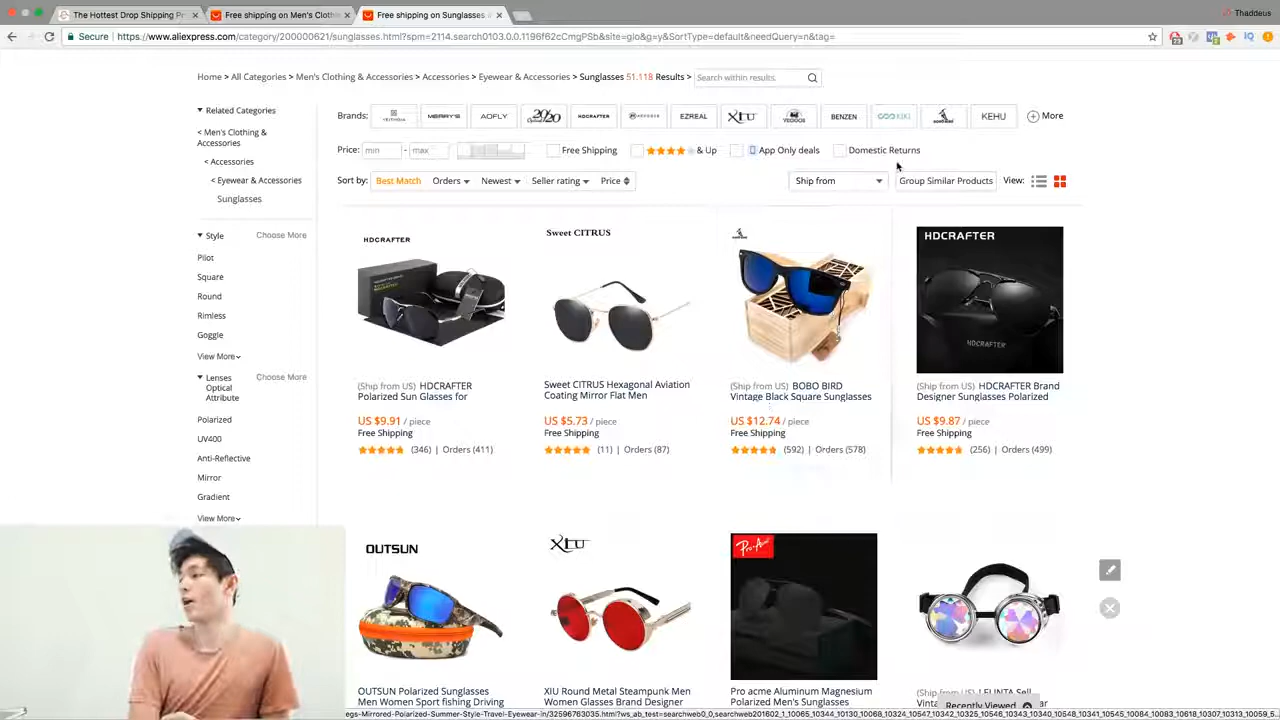 The Hottest Drop Shipping Pr
Free shipping on Men's Clothi
Free shipping on Sunglasses i
Thaddeus
Secure
https://www.aliexpress.com/category/200000621/sunglasses.html?spm=2114.search0103.0.0.1196f62cCmgPSb&site=glo&g=y&SortType=default&needQuery=n&tag=
Home > All Categories > Men's Clothing & Accessories > Accessories > Eyewear & Accessories > Sunglasses 51.118 Results >
Search within results.
Related Categories
< Men's Clothing &
Accessories
< Accessories
< Eyewear & Accessories
Sunglasses
Style
Choose More
Pilot
Square
Round
Rimless
Goggle
View More
Lenses
Optical
Attribute
Choose More
Polarized
UV400
Anti-Reflective
Mirror
Gradient
View More
Brands:
MERRY'S
AOFLY
2020
HDCRAFTER
EZREAL
XIU
VEGOOS
BENZEN
KIKI
KEHU
More
Price: min - max
Free Shipping
& Up
App Only deals
Domestic Returns
Sort by: Best Match Orders Newest Seller rating Price
Ship from
Group Similar Products
View:
HDCRAFTER
(Ship from US) HDCRAFTER
Polarized Sun Glasses for
US $9.91 / piece
Free Shipping
(346) | Orders (411)
Sweet CITRUS
Sweet CITRUS Hexagonal Aviation
Coating Mirror Flat Men
US $5.73 / piece
Free Shipping
(11) | Orders (87)
(Ship from US) BOBO BIRD
Vintage Black Square Sunglasses
US $12.74 / piece
Free Shipping
(592) | Orders (578)
HDCRAFTER
HDCRAFTER
(Ship from US) HDCRAFTER Brand
Designer Sunglasses Polarized
US $9.87 / piece
Free Shipping
(256) | Orders (499)
OUTSUN
OUTSUN Polarized Sunglasses
Men Women Sport fishing Driving
XIU
XIU Round Metal Steampunk Men
Women Glasses Brand Designer
Pro Acme
Pro acme Aluminum Magnesium
Polarized Men's Sunglasses
(Ship from US)
Recently Viewed